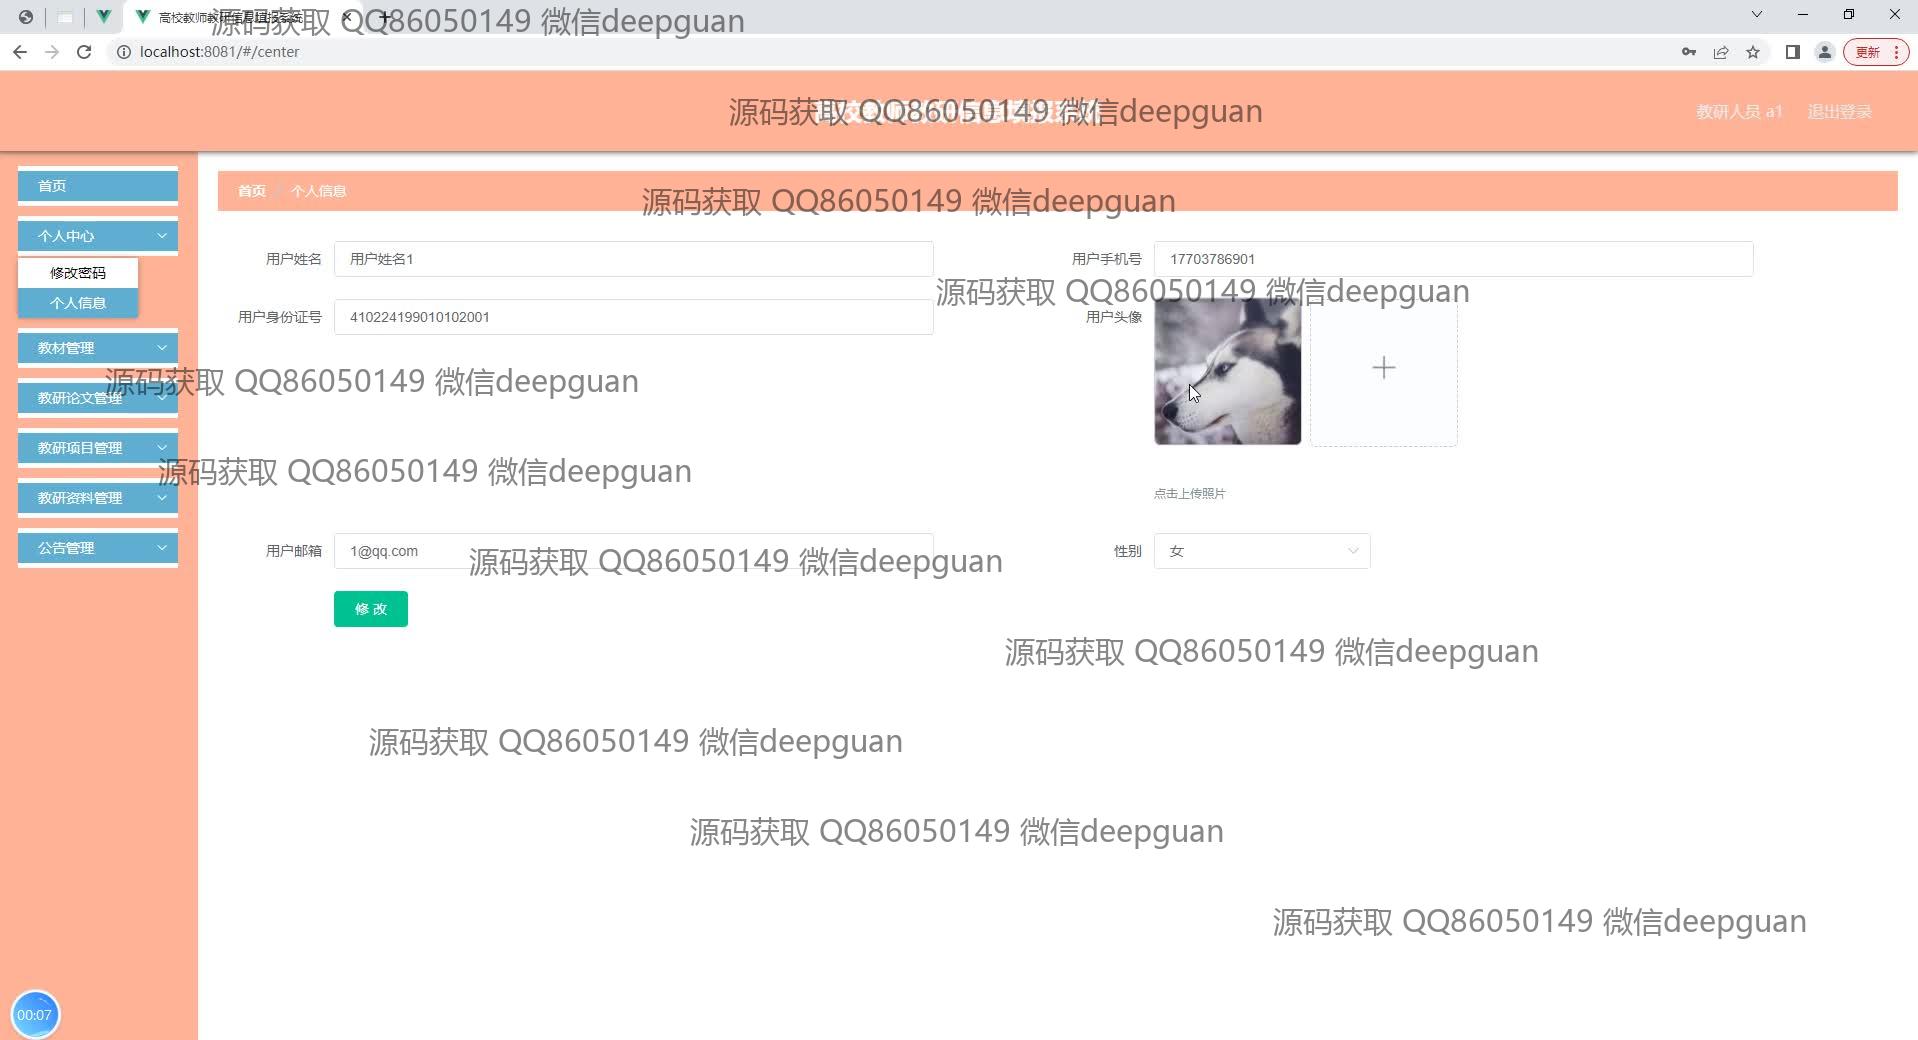 高校教师教研信息填报系统
源码获取 QQ86050149 微信deepguan
localhost:8081/#/center
更新
源码获取 QQ86050149 微信deepguan
教研人员 a1
退出登录
首页
首页
个人信息
源码获取 QQ86050149 微信deepguan
个人中心
修改密码
个人信息
用户姓名
用户姓名1
用户手机号
17703786901
源码获取 QQ86050149 微信deepguan
用户身份证号
410224199010102001
用户头像
教材管理
源码获取 QQ86050149 微信deepguan
教研论文管理
教研项目管理
源码获取 QQ86050149 微信deepguan
教研资料管理
点击上传照片
公告管理
用户邮箱
1@qq.com
源码获取 QQ86050149 微信deepguan
性别
女
修 改
源码获取 QQ86050149 微信deepguan
源码获取 QQ86050149 微信deepguan
源码获取 QQ86050149 微信deepguan
源码获取 QQ86050149 微信deepguan
00:07